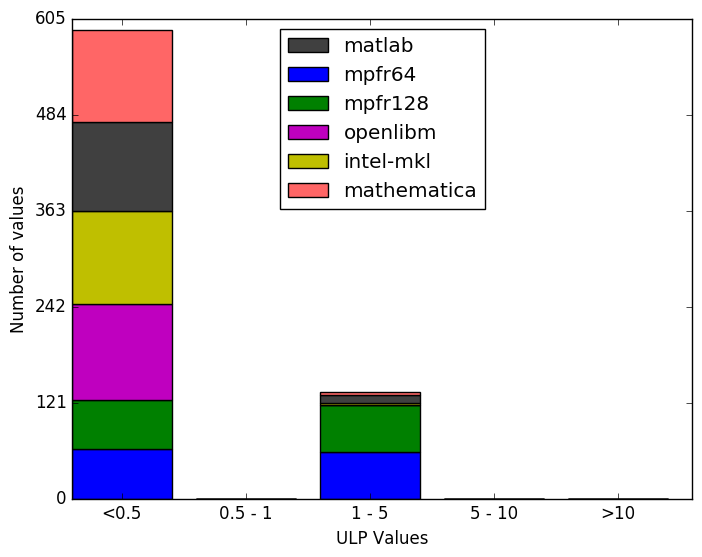 605
484
363
242
121
0
Number of values
matlab
mpfr64
mpfr128
openlibm
intel-mkl
mathematica
<0.5
0.5 - 1
1 - 5
5 - 10
>10
ULP Values